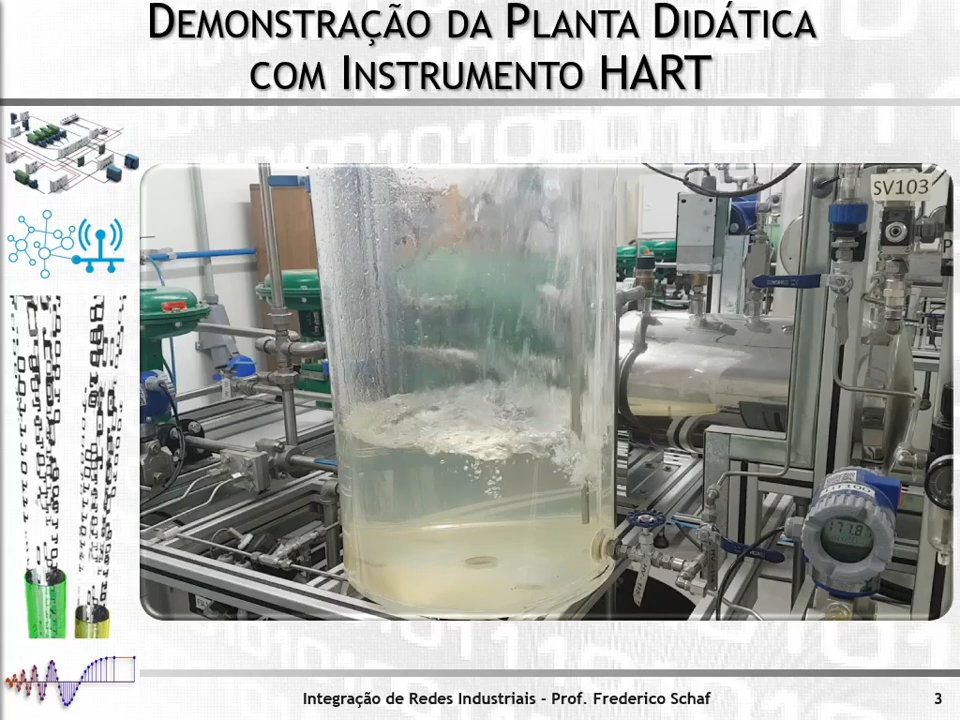 DEMONSTRAÇÃO DA PLANTA DIDÁTICA
COM INSTRUMENTO HART
SV103
Integração de Redes Industriais - Prof. Frederico Schaf
3